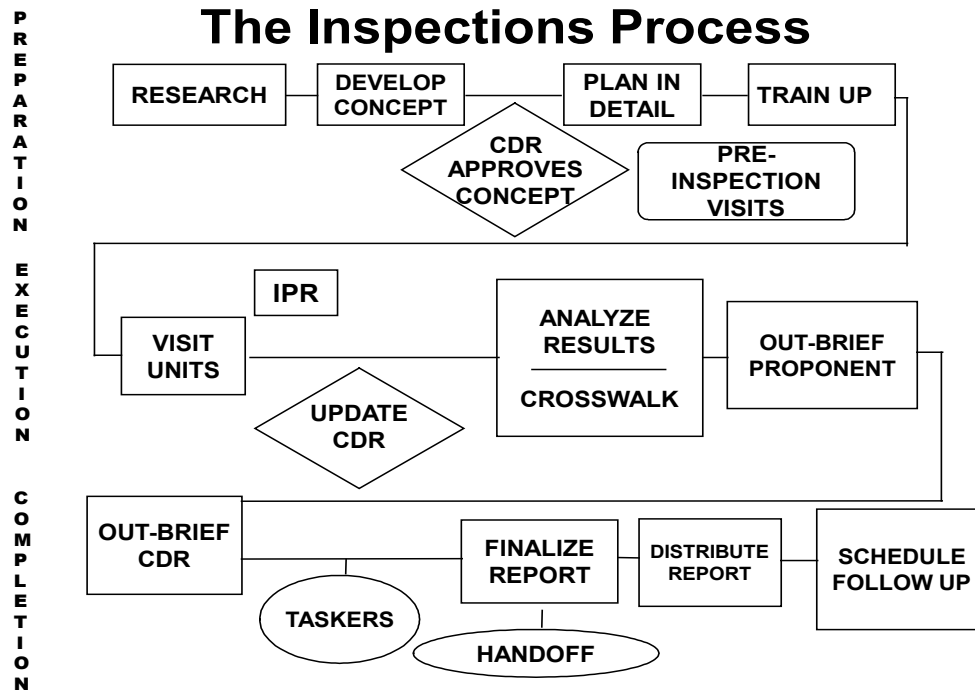 The Inspections Process
PREPARATION
RESEARCH
DEVELOP
CONCEPT
PLAN IN
DETAIL
TRAIN UP
CDR
APPROVES
CONCEPT
PRE-
INSPECTION
VISITS
EXECUTION
IPR
VISIT
UNITS
UPDATE
CDR
ANALYZE
RESULTS
CROSSWALK
OUT-BRIEF
PROPONENT
COMPLETION
OUT-BRIEF
CDR
TASKERS
FINALIZE
REPORT
HANDOFF
DISTRIBUTE
REPORT
SCHEDULE
FOLLOW UP